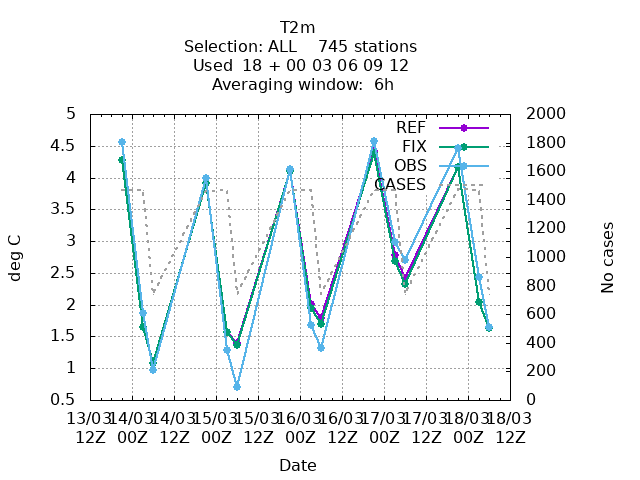 T2m
Selection: ALL    745 stations
Used  18 + 00 03 06 09 12
Averaging window:  6h
5
4.5
4
3.5
3
2.5
2
1.5
1
0.5
deg C
REF
FIX
OBS
CASES
2000
1800
1600
1400
1200
1000
800
600
400
200
0
No cases
13/03 14/03 14/03 15/03 15/03 16/03 16/03 17/03 17/03 18/03 18/03
12Z 00Z 12Z 00Z 12Z 00Z 12Z 00Z 12Z 00Z 12Z
Date